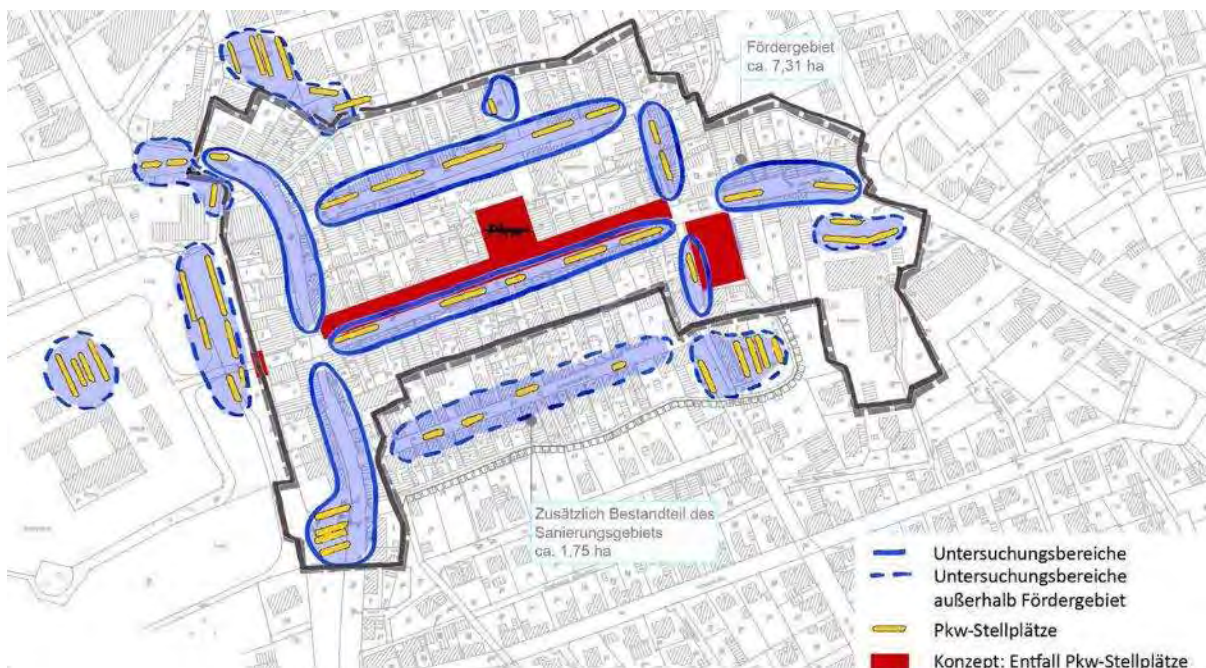 Fördergebiet
ca. 7,31 ha
Zusätzlich Bestandteil des
Sanierungsgebiets
ca. 1,75 ha
Untersuchungsbereiche
Untersuchungsbereiche
außerhalb Fördergebiet
Pkw-Stellplätze
Konzept: Entfall Pkw-Stellplätze